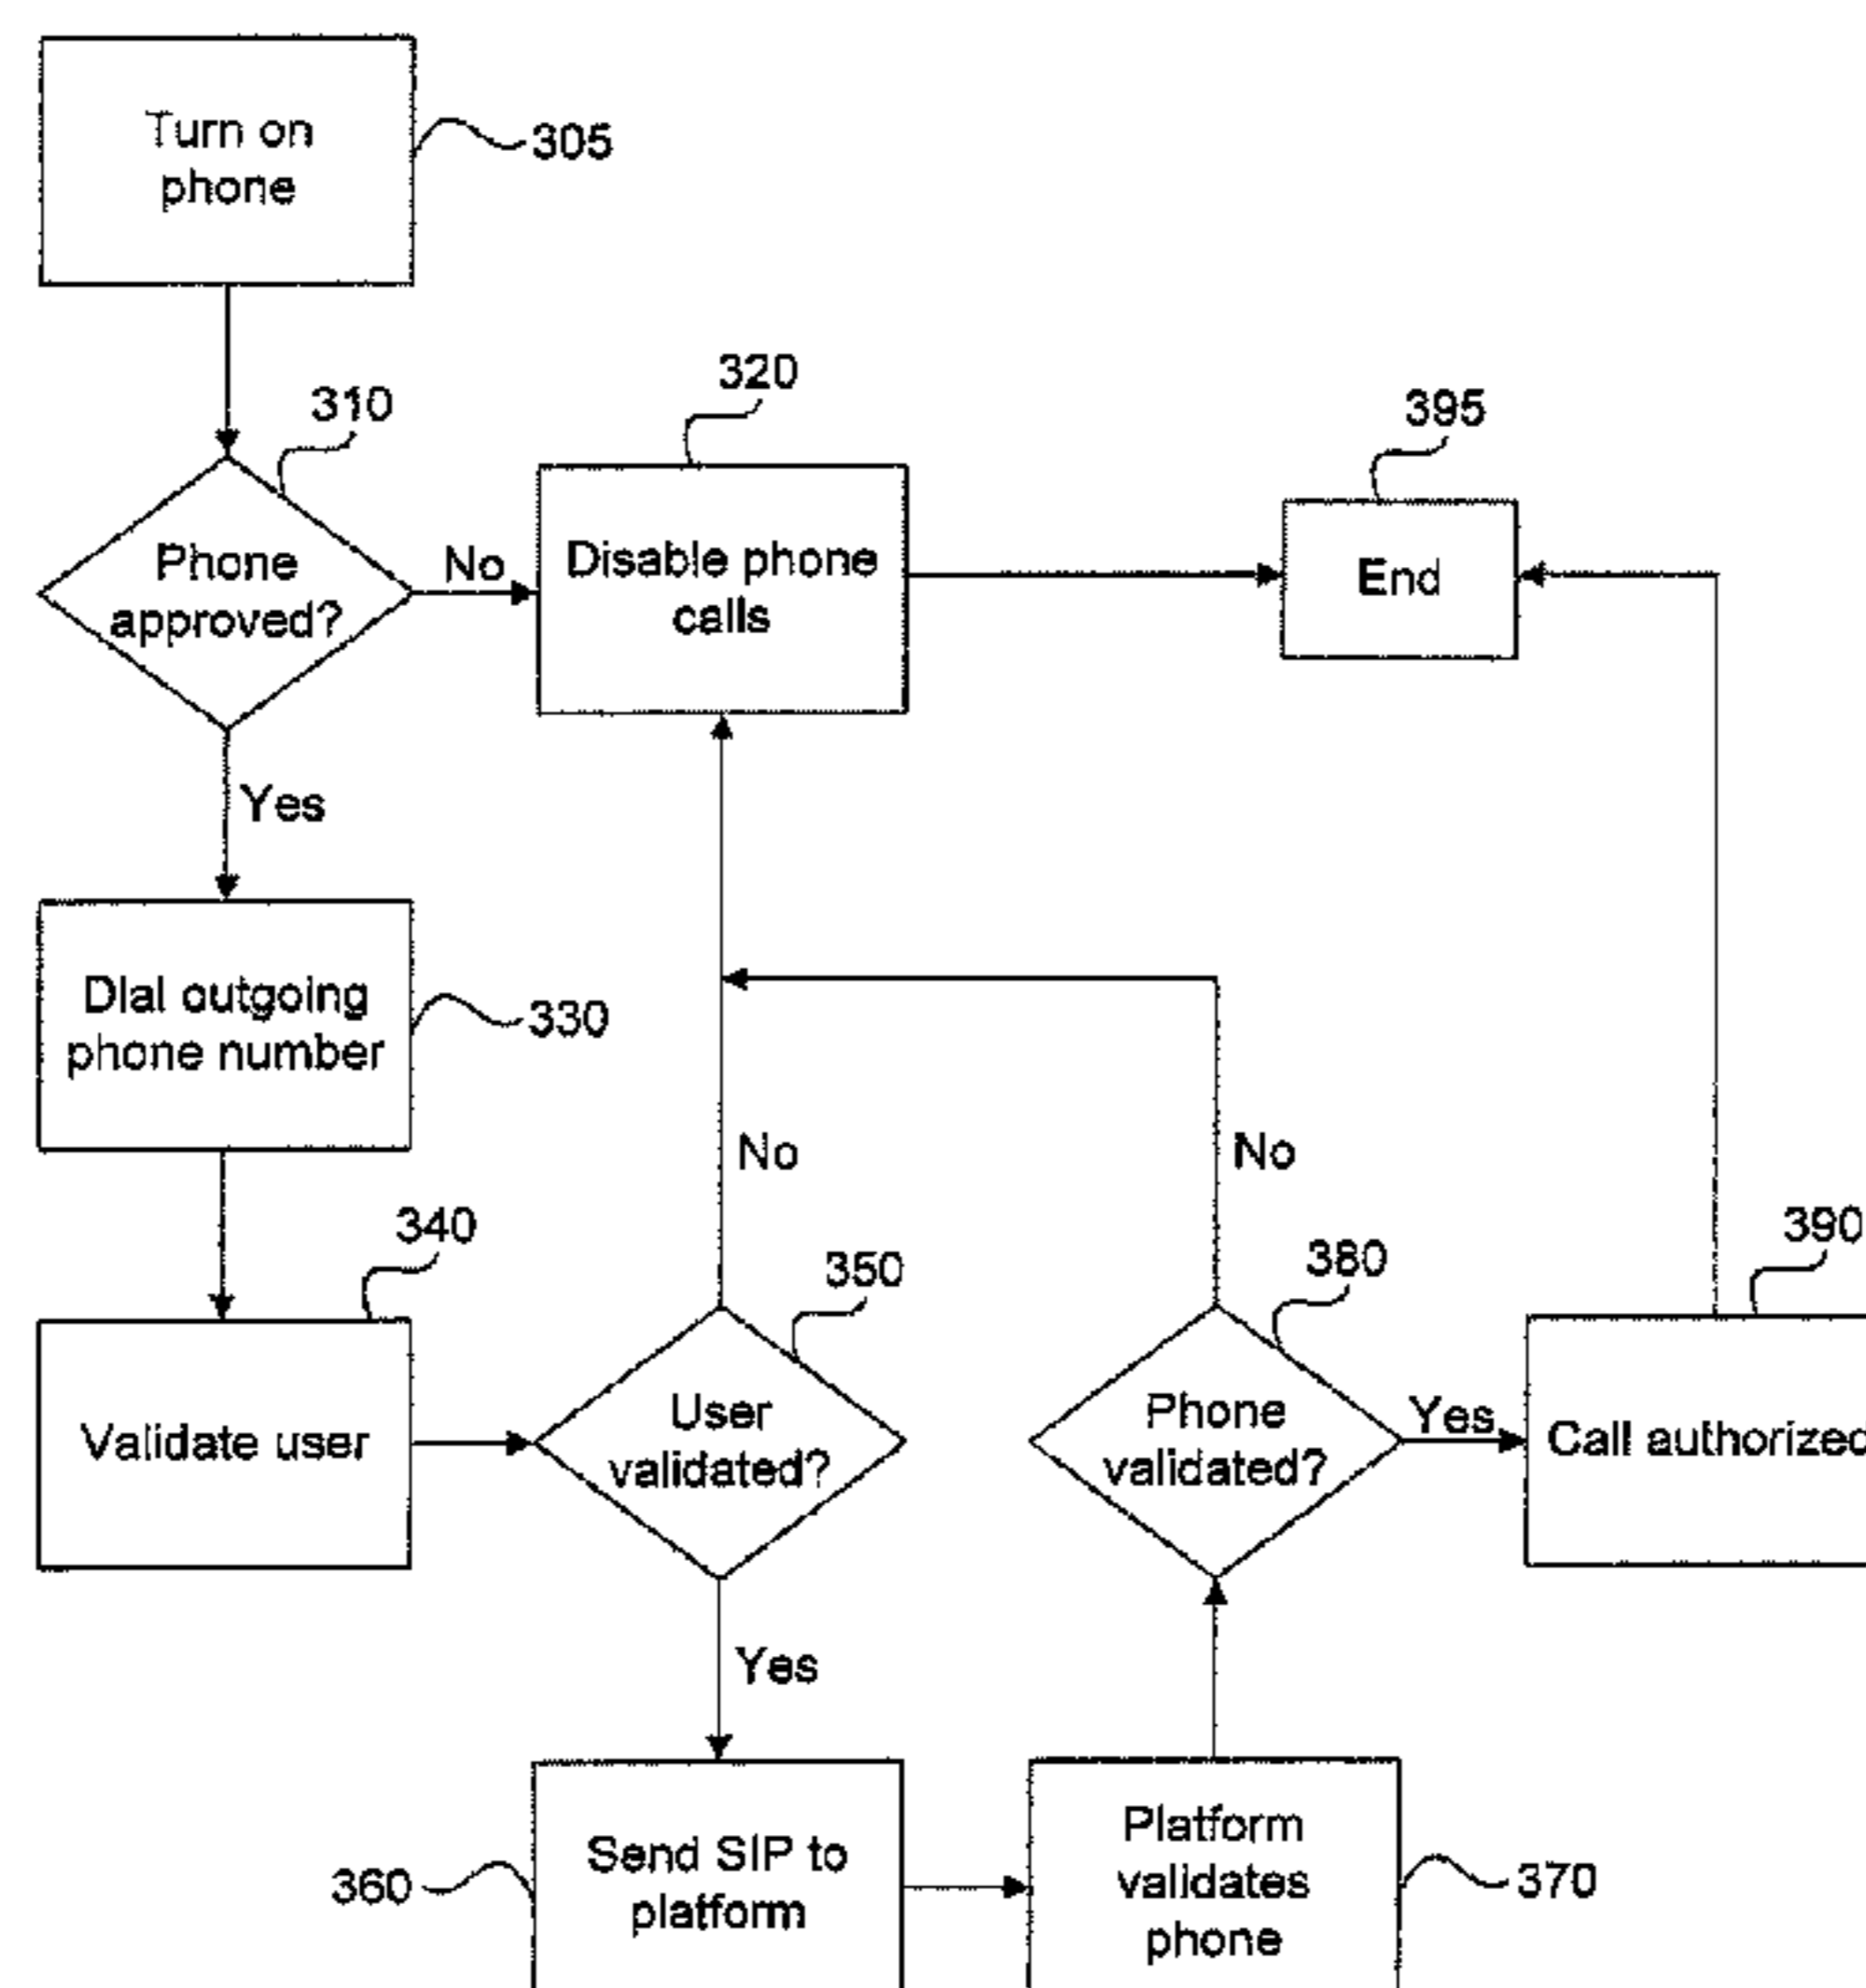 Turn on
phone
305
310
Phone
approved?
No
320
Disable phone
calls
395
End
Yes
Dial outgoing
phone number
330
No
No
340
Validate user
350
User
validated?
380
Phone
validated?
Yes
390
Call authorized
Yes
360
Send SIP to
platform
Platform
validates
phone
370